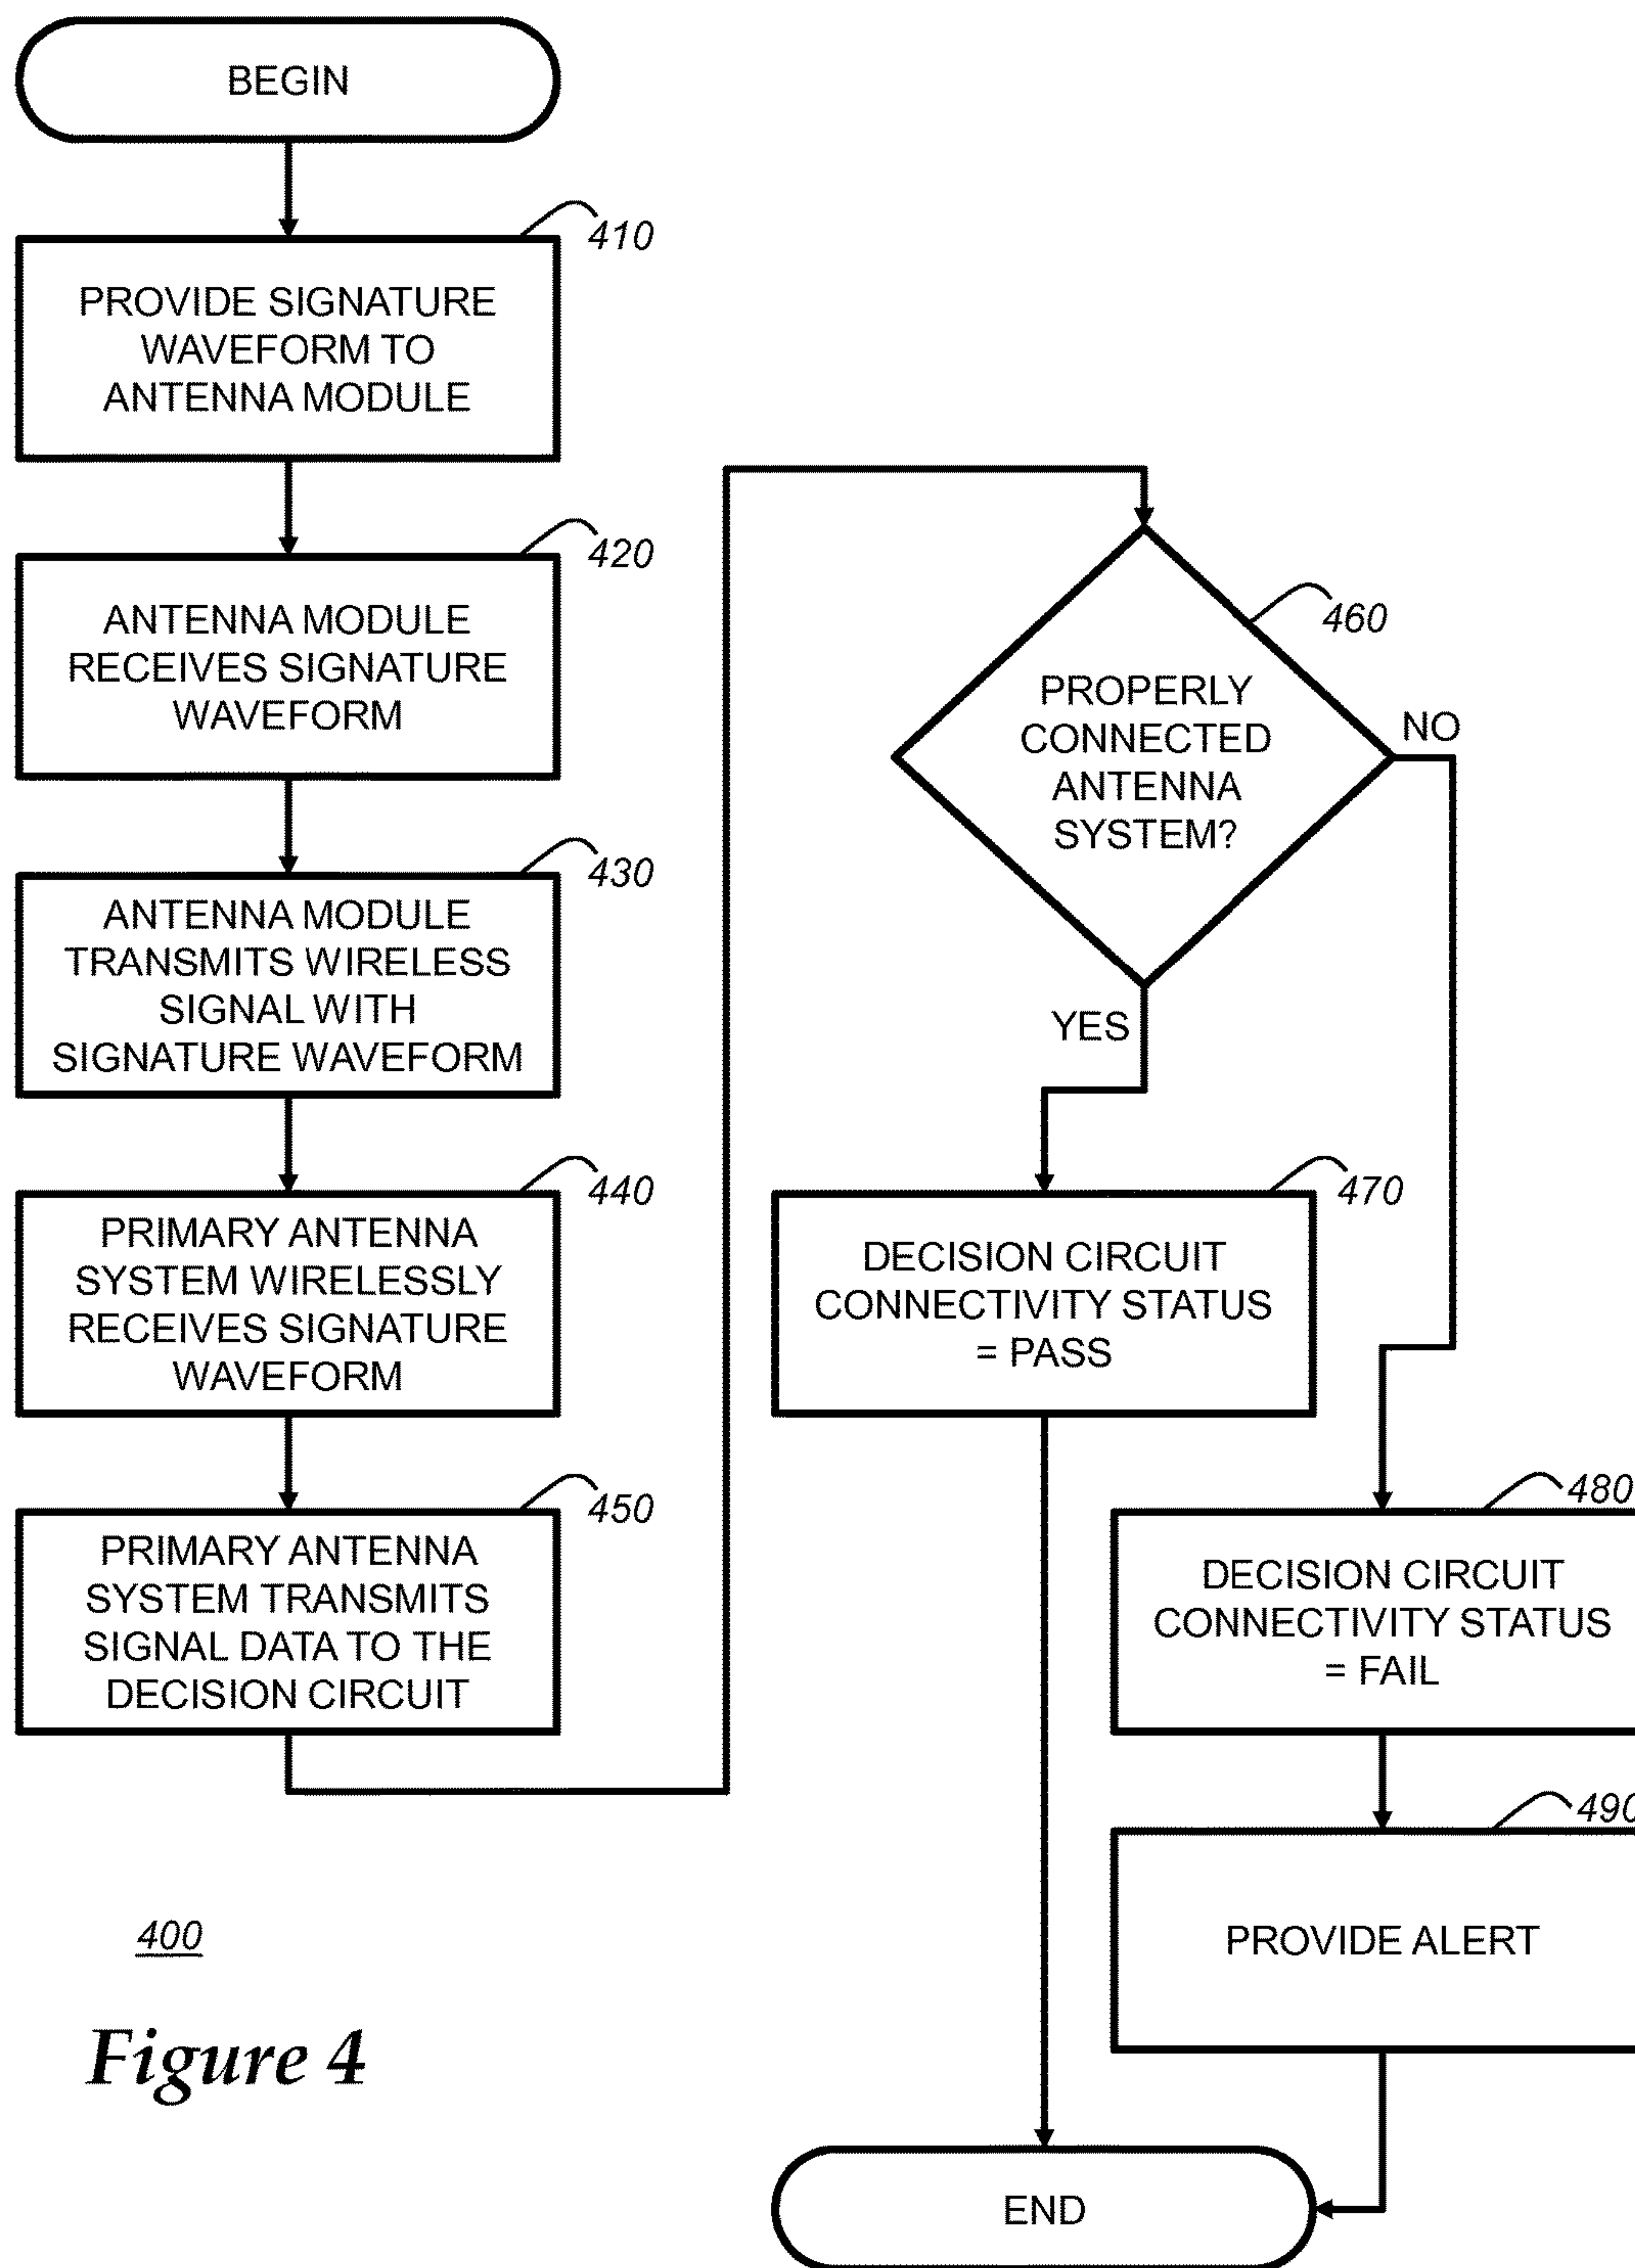 BEGIN
410
PROVIDE SIGNATURE
WAVEFORM TO
ANTENNA MODULE
420
ANTENNA MODULE
RECEIVES SIGNATURE
WAVEFORM
430
ANTENNA MODULE
TRANSMITS WIRELESS
SIGNAL WITH
SIGNATURE WAVEFORM
440
PRIMARY ANTENNA
SYSTEM WIRELESSLY
RECEIVES SIGNATURE
WAVEFORM
450
PRIMARY ANTENNA
SYSTEM TRANSMITS
SIGNAL DATA TO THE
DECISION CIRCUIT
460
PROPERLY
CONNECTED
ANTENNA
SYSTEM?
NO
YES
470
DECISION CIRCUIT
CONNECTIVITY STATUS
= PASS
480
DECISION CIRCUIT
CONNECTIVITY STATUS
= FAIL
490
PROVIDE ALERT
END
400
Figure 4